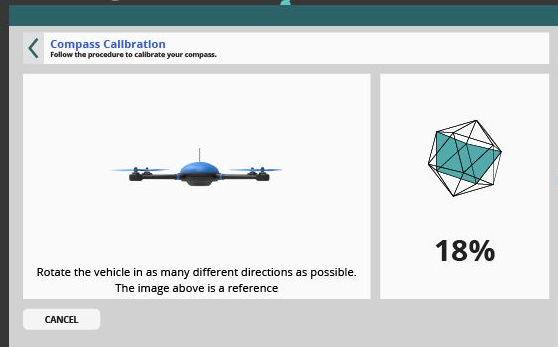 Compass Calibration
Follow the procedure to calibrate your compass.
Rotate the vehicle in as many different directions as possible.
The image above is a reference
18%
CANCEL